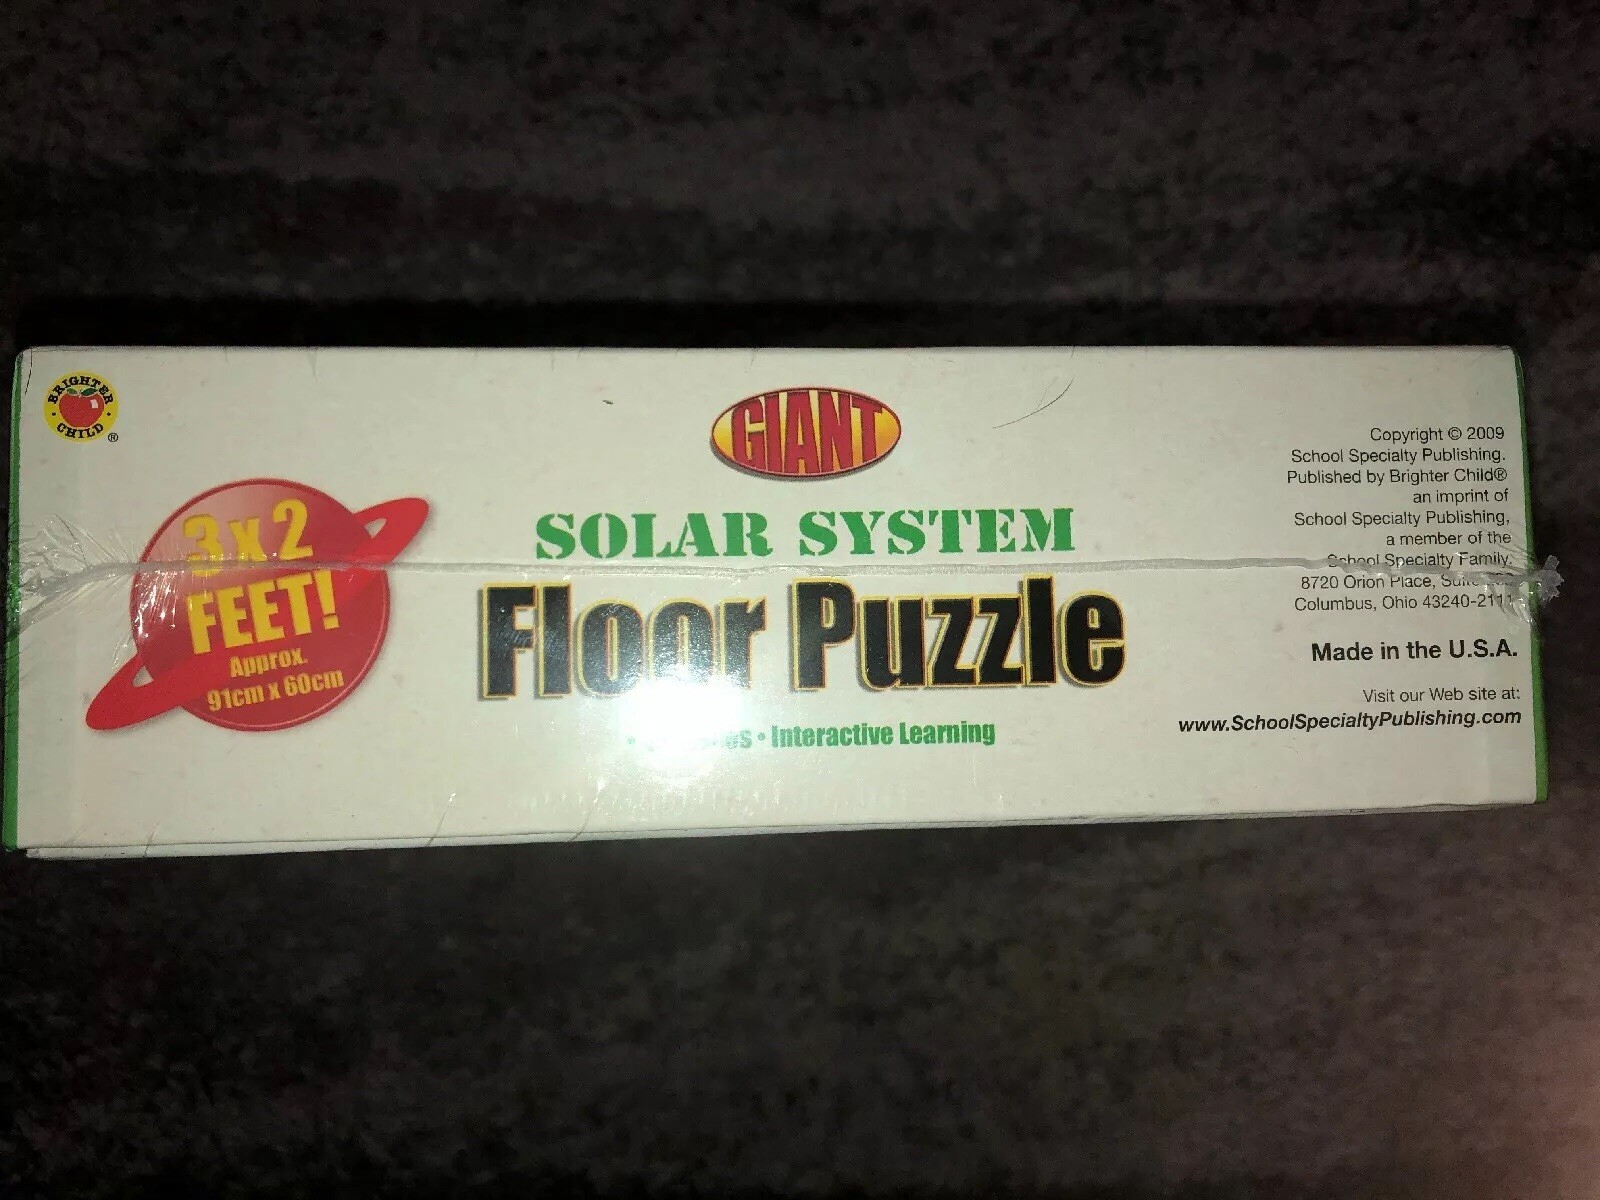 BRIGHTER
CHILD
®
3 x 2
FEET!
Approx.
91cm x 60cm
GIANT
SOLAR SYSTEM
Floor Puzzle
• Interactive Learning
Copyright © 2009
School Specialty Publishing.
Published by Brighter Child®
an imprint of
School Specialty Publishing,
a member of the
School Specialty Family.
8720 Orion Place,
Columbus, Ohio 43240-2111
Made in the U.S.A.
Visit our Web site at:
www.SchoolSpecialtyPublishing.com